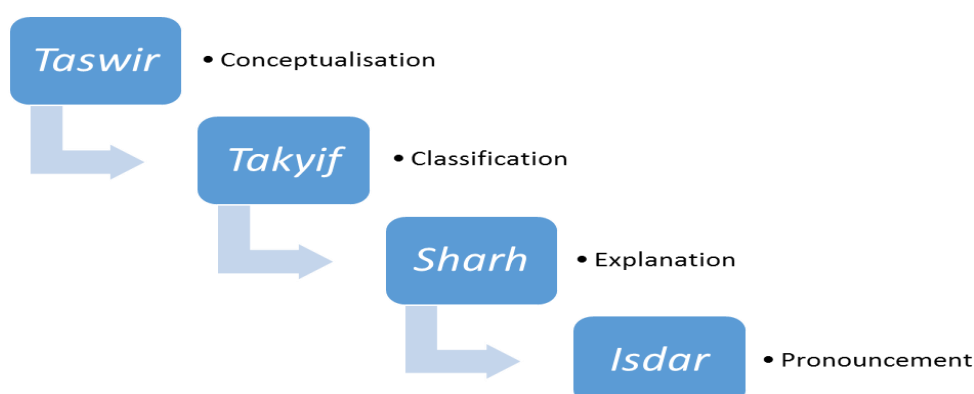 Taswir
• Conceptualisation
Takyif
• Classification
Sharh
• Explanation
Isdar
• Pronouncement